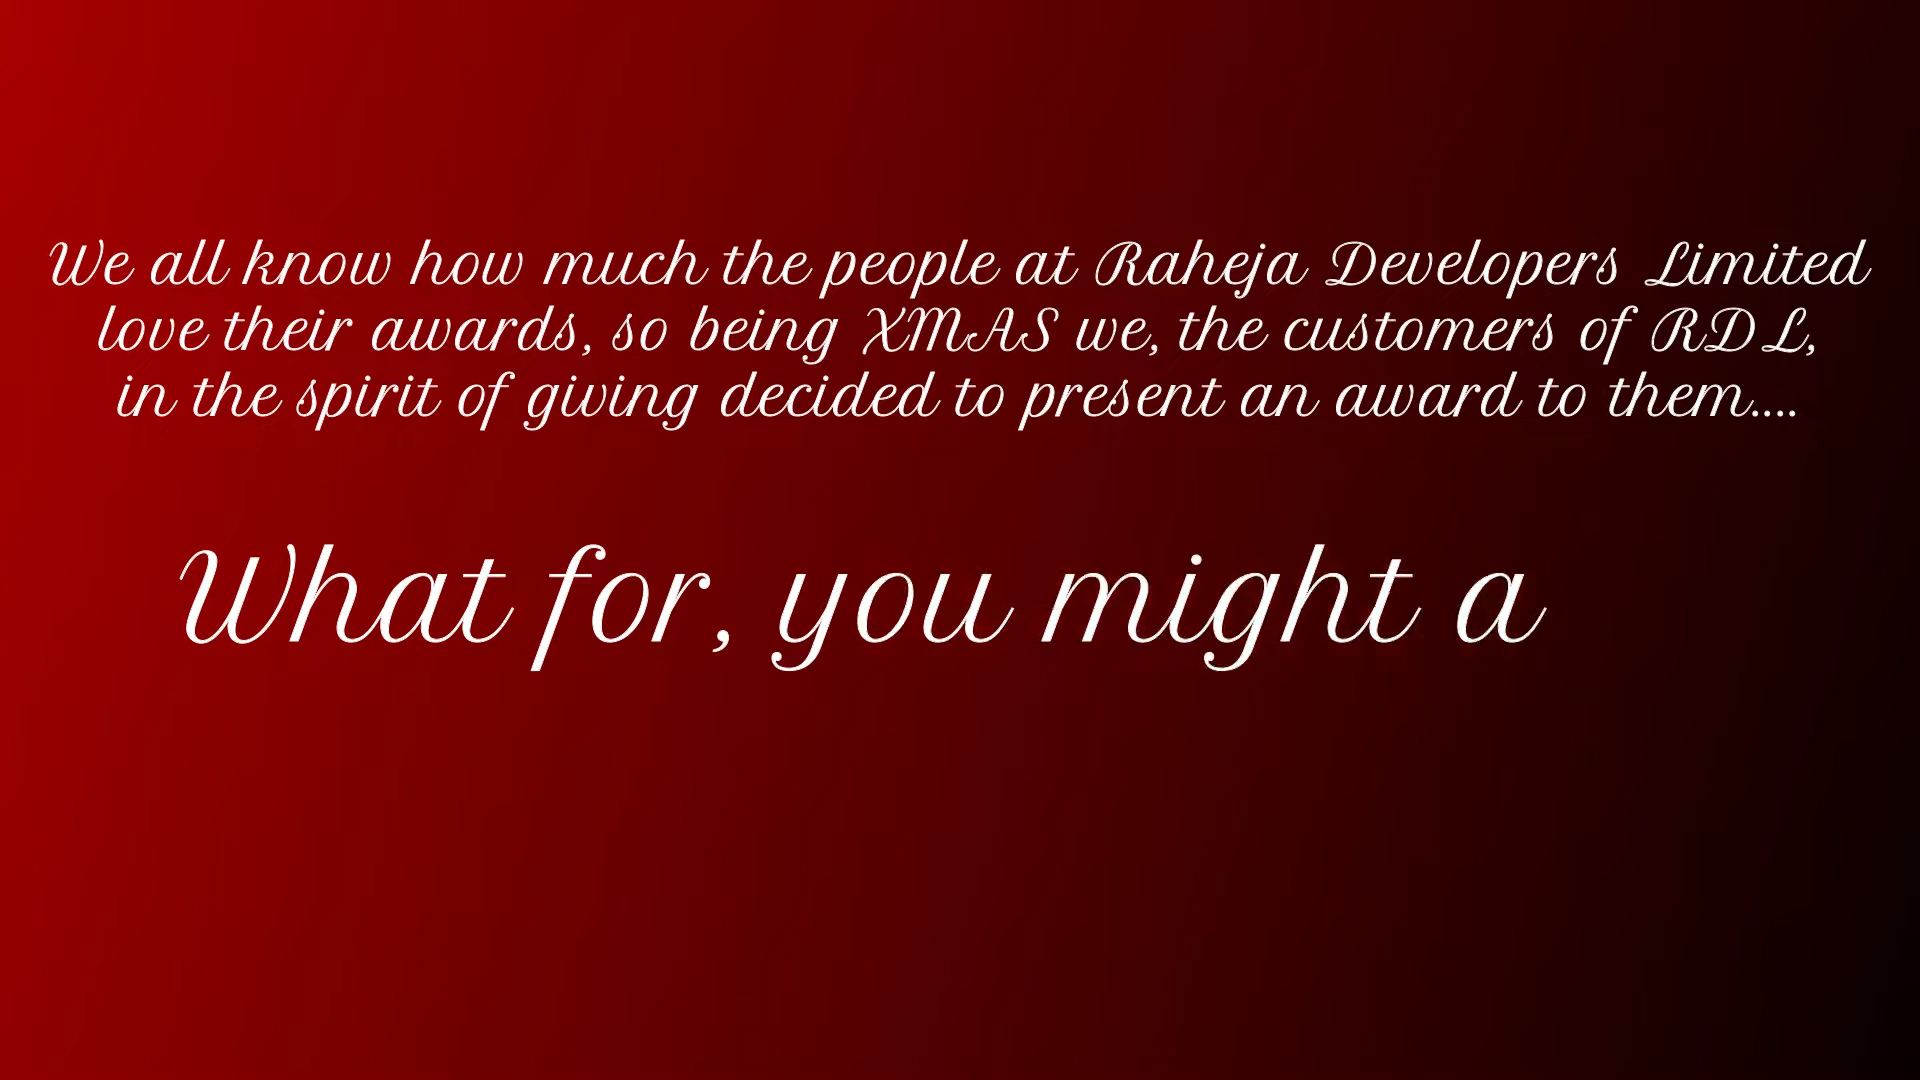 We all know how much the people at Raheja Developers Limited
love their awards, so being XMAS we, the customers of RDL,
in the spirit of giving decided to present an award to them....
What for, you might a